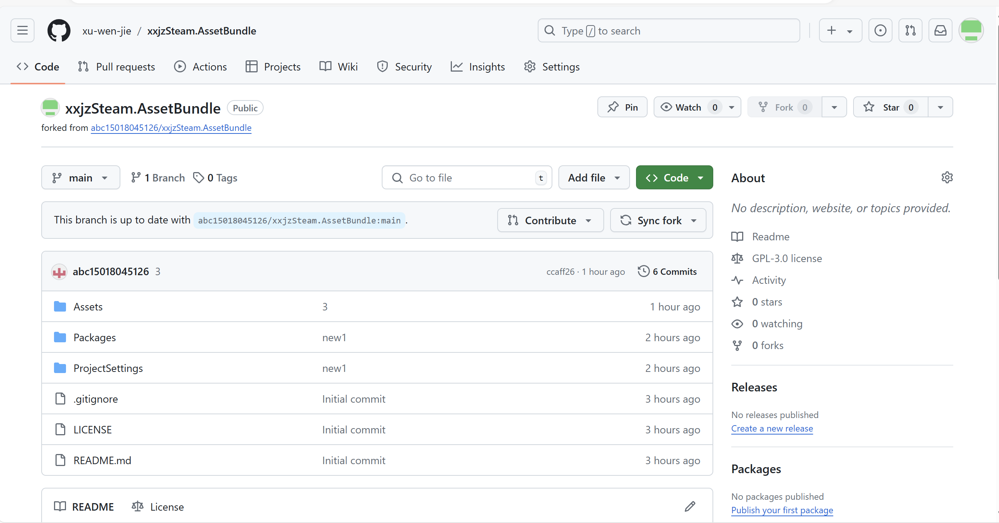 xu-wen-jie / xxjzSteam.AssetBundle
Type / to search
Code Pull requests Actions Projects Wiki Security Insights Settings
xxjzSteam.AssetBundle Public
Pin Watch 0 Fork 0 Star 0
forked from abc15018045126/xxjzSteam.AssetBundle
main 1 Branch 0 Tags Go to file t Add file Code
This branch is up to date with abc15018045126/xxjzSteam.AssetBundle:main. Contribute Sync fork
abc15018045126 3 ccaff26 · 1 hour ago 6 Commits
Assets 3 1 hour ago
Packages new1 2 hours ago
ProjectSettings new1 2 hours ago
.gitignore Initial commit 3 hours ago
LICENSE Initial commit 3 hours ago
README.md Initial commit 3 hours ago
README License
About
No description, website, or topics provided.
Readme
GPL-3.0 license
Activity
0 stars
0 watching
0 forks
Releases
No releases published
Create a new release
Packages
No packages published
Publish your first package